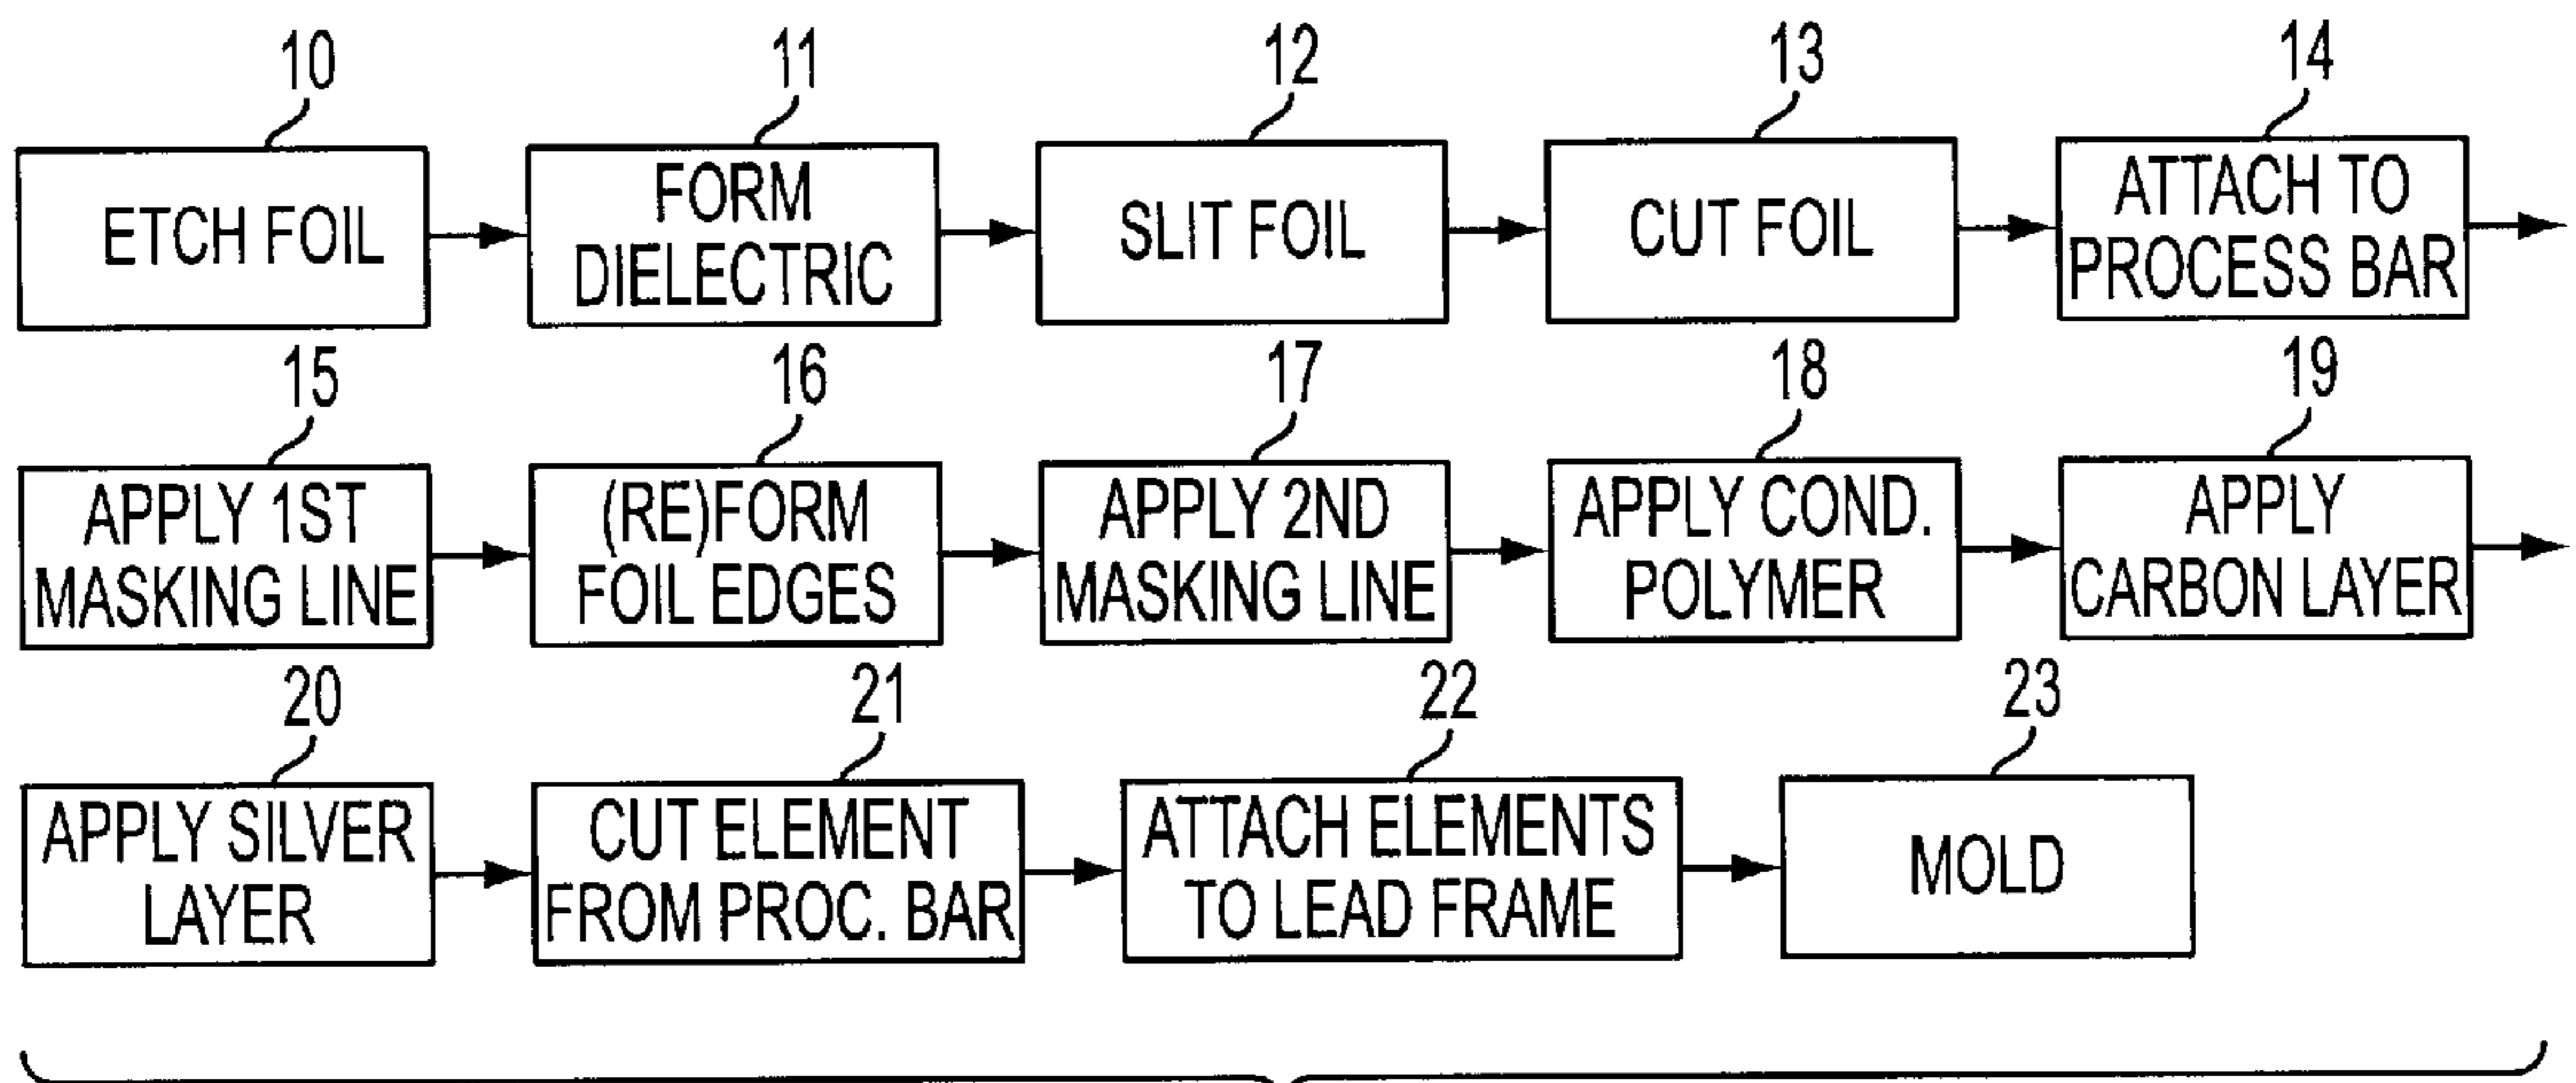 10 11 12 13 14
ETCH FOIL
FORM
DIELECTRIC
SLIT FOIL
CUT FOIL
ATTACH TO
PROCESS BAR
15 16 17 18 19
APPLY 1ST
MASKING LINE
(RE)FORM
FOIL EDGES
APPLY 2ND
MASKING LINE
APPLY COND.
POLYMER
APPLY
CARBON LAYER
20 21 22 23
APPLY SILVER
LAYER
CUT ELEMENT
FROM PROC. BAR
ATTACH ELEMENTS
TO LEAD FRAME
MOLD